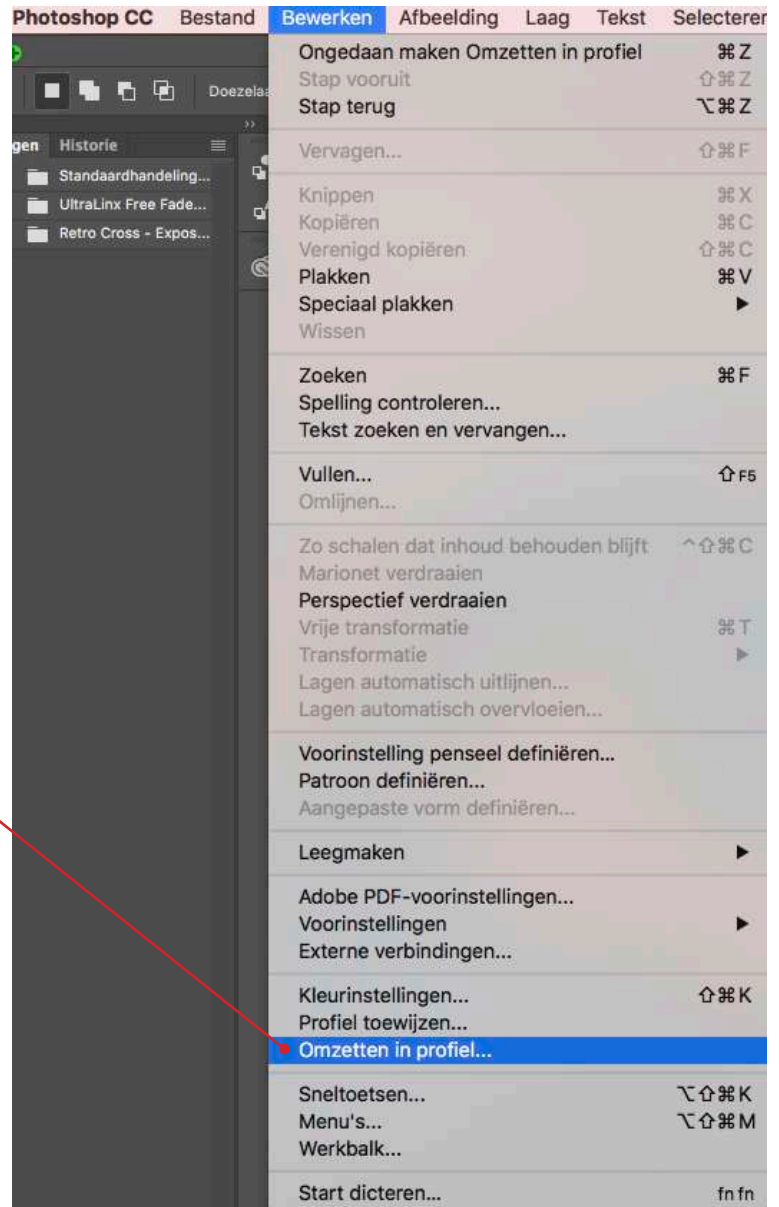 Photoshop CC Bestand Bewerken Afbeelding Laag Tekst Selecteren
Doezela
gen Historie
Standaardhandeling...
UltraLinx Free Fade...
Retro Cross - Expos...
Ongedaan maken Omzetten in profiel ⌘Z
Stap vooruit ⇧⌘Z
Stap terug ⌥⌘Z
Vervagen... ⇧⌘F
Knippen ⌘X
Kopiëren ⌘C
Verenigd kopiëren ⇧⌘C
Plakken ⌘V
Speciaal plakken ▶
Wissen
Zoeken ⌘F
Spelling controleren...
Tekst zoeken en vervangen...
Vullen... ⇧F5
Omlijnen...
Zo schalen dat inhoud behouden blijft ^⇧⌘C
Marionet verdraaien
Perspectief verdraaien
Vrije transformatie ⌘T
Transformatie ▶
Lagen automatisch uitlijnen...
Lagen automatisch overvloeien...
Voorinstelling penseel definiëren...
Patroon definiëren...
Aangepaste vorm definiëren...
Leegmaken ▶
Adobe PDF-voorinstellingen...
Voorinstellingen ▶
Externe verbindingen...
Kleurinstellingen... ⇧⌘K
Profiel toewijzen...
Omzetten in profiel...
Sneltoetsen... ⌥⇧⌘K
Menu's... ⌥⇧⌘M
Werkbalk...
Start dicteren... fn fn